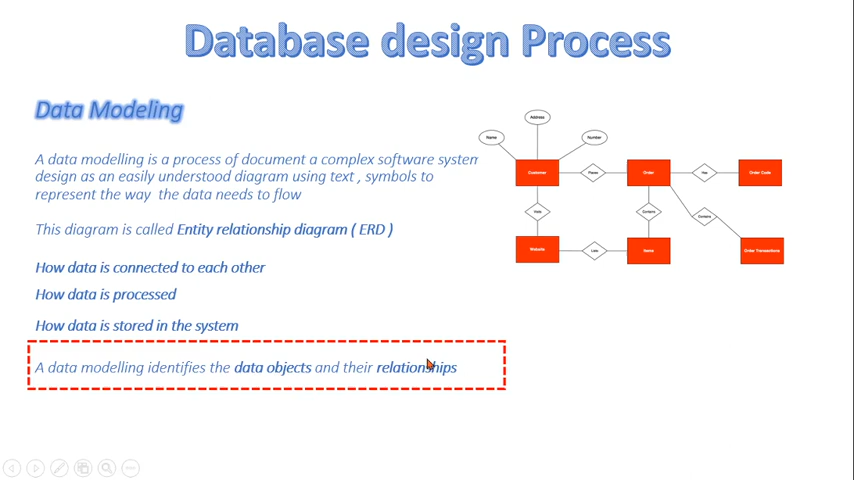 Database design Process
Data Modeling
A data modelling is a process of document a complex software system
design as an easily understood diagram using text , symbols to
represent the way the data needs to flow
This diagram is called Entity relationship diagram ( ERD )
How data is connected to each other
How data is processed
How data is stored in the system
A data modelling identifies the data objects and their relationships
Address
Name
Number
Customer
Places
Order
Has
Order Code
Contains
Contains
Website
Items
Order Transactions